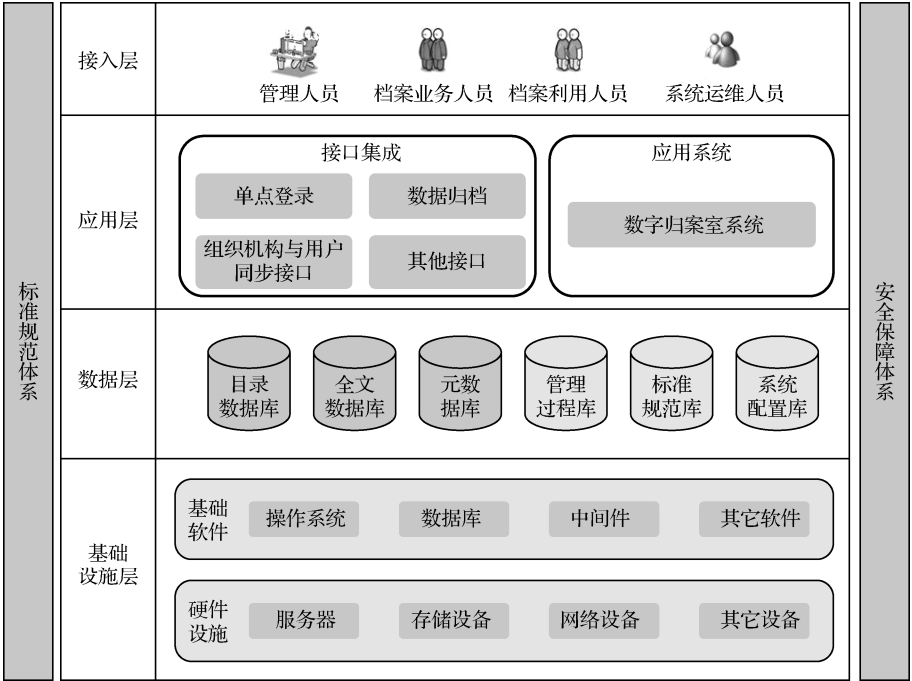 标准规范体系
接入层
管理人员
档案业务人员
档案利用人员
系统运维人员
应用层
接口集成
单点登录
数据归档
组织机构与用户
同步接口
其他接口
应用系统
数字归案室系统
数据层
目录
数据库
全文
数据库
元数
据库
管理
过程库
标准
规范库
系统
配置库
基础
设施层
基础
软件
操作系统
数据库
中间件
其它软件
硬件
设施
服务器
存储设备
网络设备
其它设备
安全保障体系